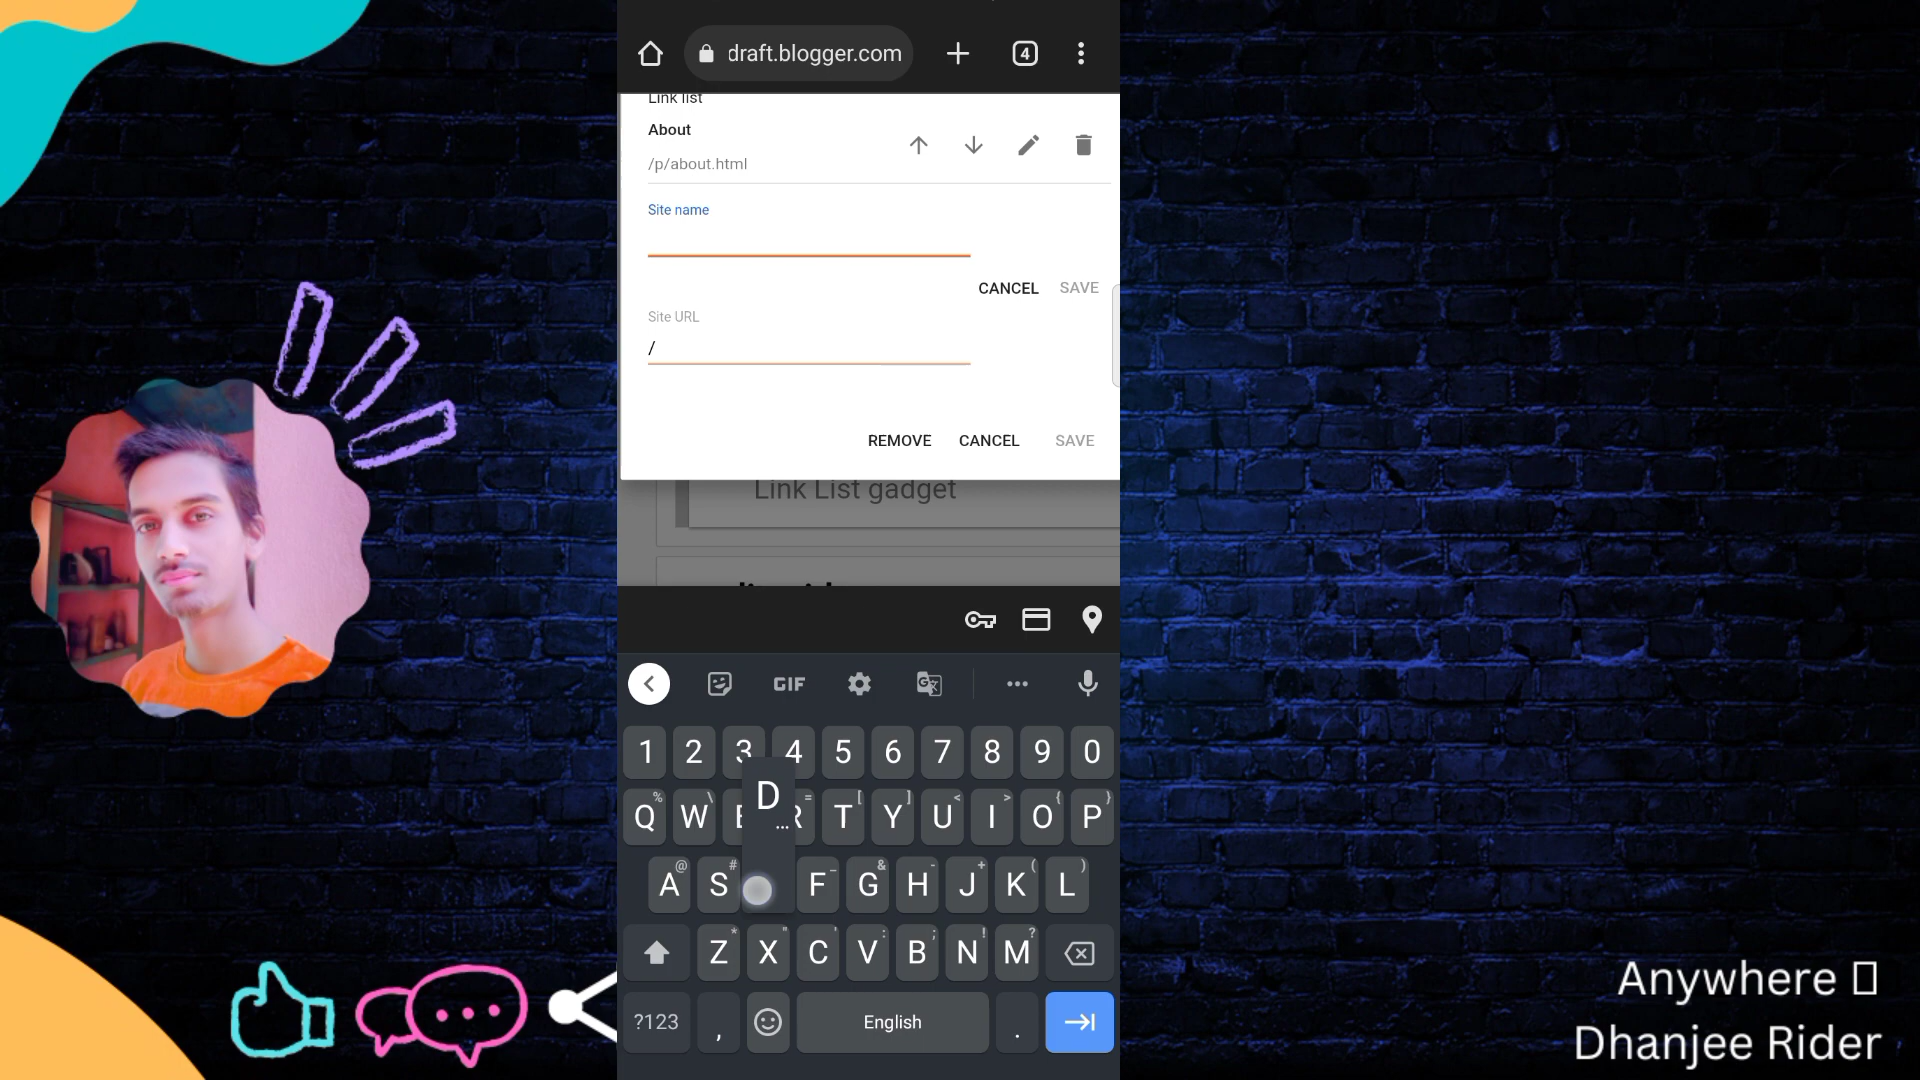 draft.blogger.com
4
Link list
About
/p/about.html
Site name
CANCEL SAVE
Site URL
/
REMOVE CANCEL SAVE
Link List gadget
GIF
1 2 3 4 5 6 7 8 9 0
D
Q W E R T Y U I O P
A S F G H J K L
Z X C V B N M
?123 , English .
Anywhere
Dhanjee Rider